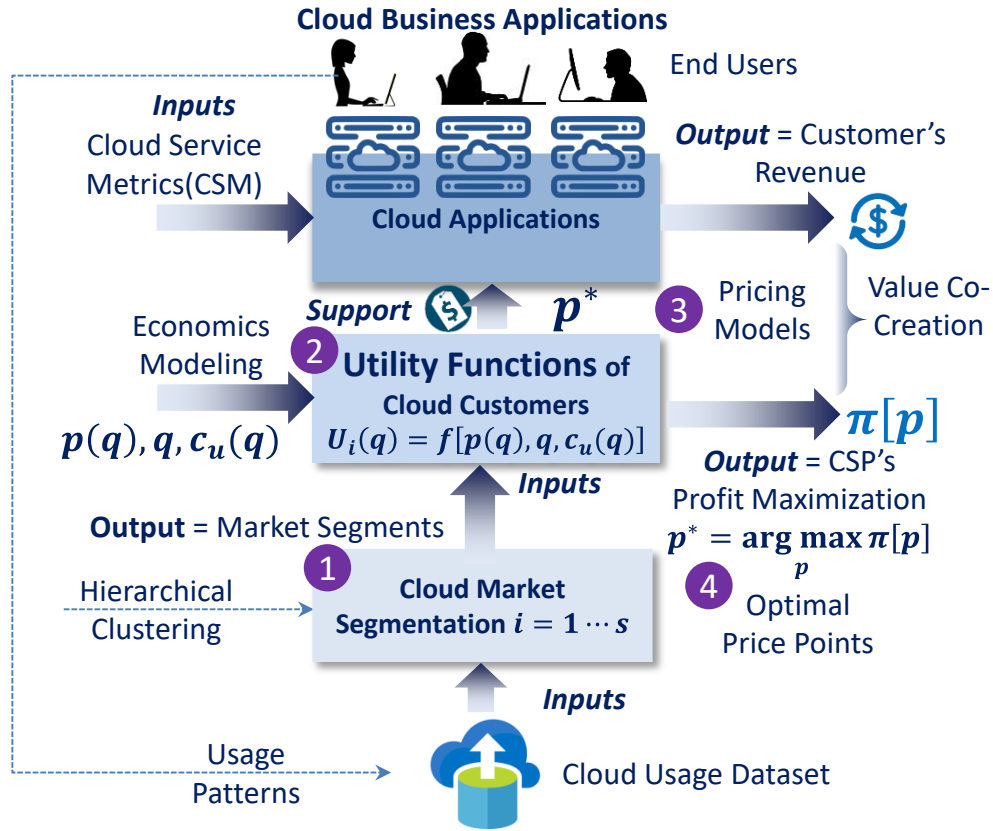 Cloud Business Applications
End Users
Inputs
Cloud Service
Metrics(CSM)
Cloud Applications
Output = Customer's
Revenue
$
Support
p*
3
Pricing
Models
Value Co-
Creation
Economics
Modeling
p(q), q, c_u(q)
2
Utility Functions of
Cloud Customers
U_i(q) = f[p(q), q, c_u(q)]
π[p]
Output = CSP's
Profit Maximization
p* = arg max π[p]
p
4
Optimal
Price Points
Inputs
Output = Market Segments
1
Hierarchical
Clustering
Cloud Market
Segmentation i = 1 ⋯ s
Inputs
Usage
Patterns
Cloud Usage Dataset